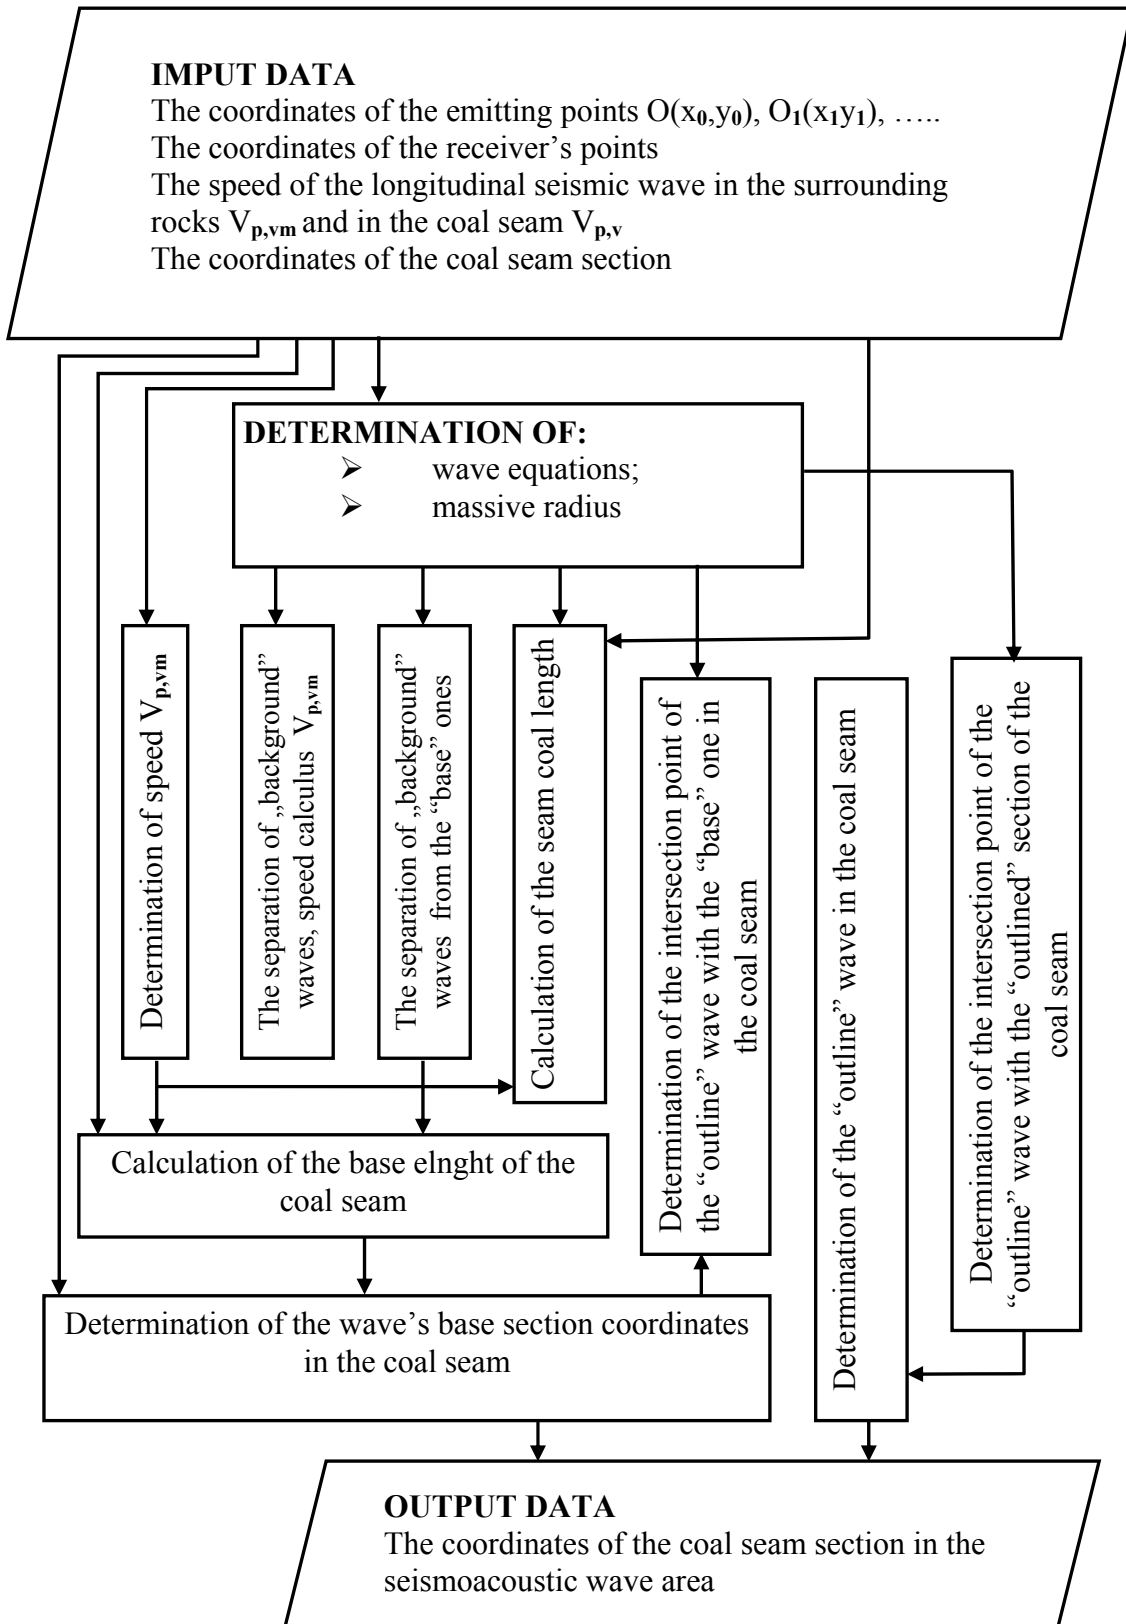 IMPUT DATA
The coordinates of the emitting points O(x₀,y₀), O₁(x₁y₁), …..
The coordinates of the receiver’s points
The speed of the longitudinal seismic wave in the surrounding
rocks Vp,vm and in the coal seam Vp,v
The coordinates of the coal seam section
DETERMINATION OF:
➢ wave equations;
➢ massive radius
Determination of speed Vp,vm
The separation of „background”
waves, speed calculus Vp,vm
The separation of „background”
waves from the “base” ones
Calculation of the seam coal length
Determination of the intersection point of
the “outline” wave with the “base” one in
the coal seam
Determination of the “outline” wave in the coal seam
Determination of the intersection point of the
“outline” wave with the “outlined” section of the
coal seam
Calculation of the base elnght of the
coal seam
Determination of the wave’s base section coordinates
in the coal seam
OUTPUT DATA
The coordinates of the coal seam section in the
seismoacoustic wave area